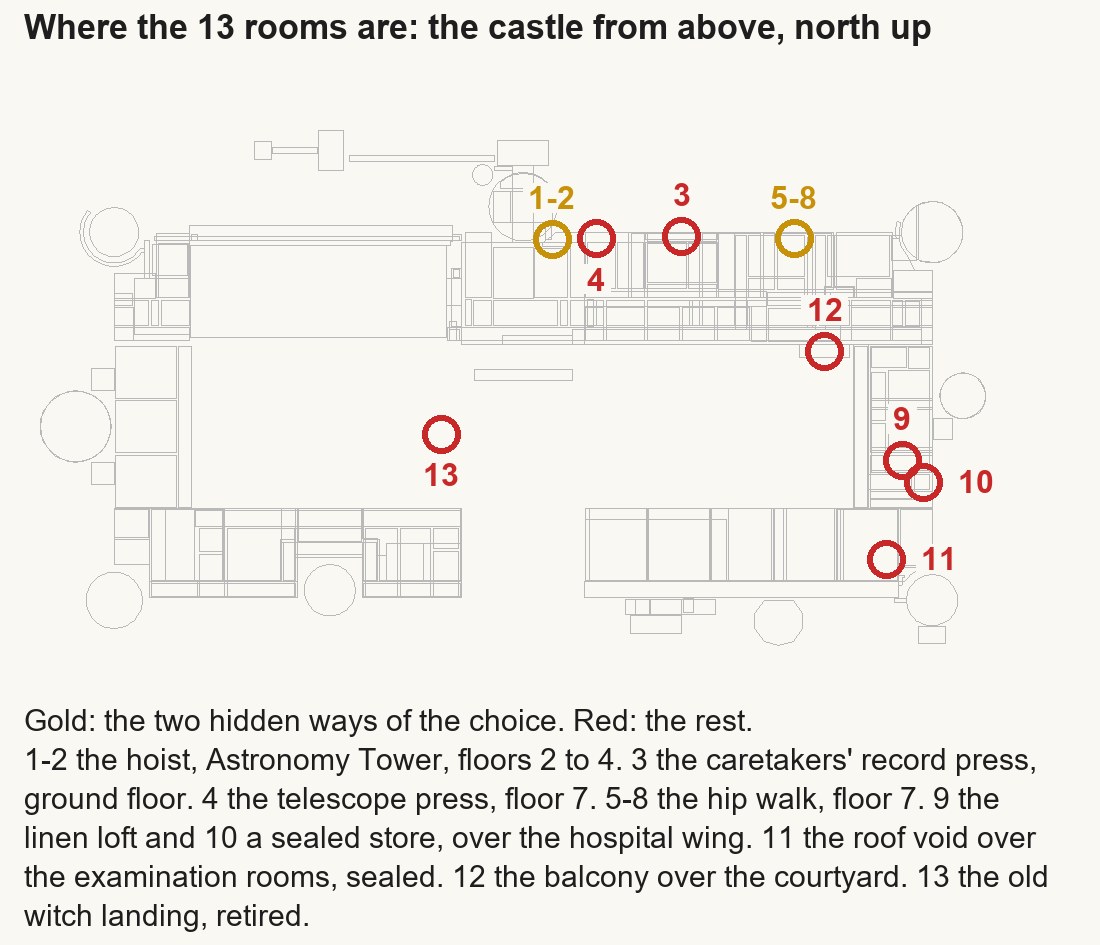 Where the 13 rooms are: the castle from above, north up
1-2
3
5-8
4
12
9
13
10
11
Gold: the two hidden ways of the choice. Red: the rest.
1-2 the hoist, Astronomy Tower, floors 2 to 4. 3 the caretakers' record press,
ground floor. 4 the telescope press, floor 7. 5-8 the hip walk, floor 7. 9 the
linen loft and 10 a sealed store, over the hospital wing. 11 the roof void over
the examination rooms, sealed. 12 the balcony over the courtyard. 13 the old
witch landing, retired.